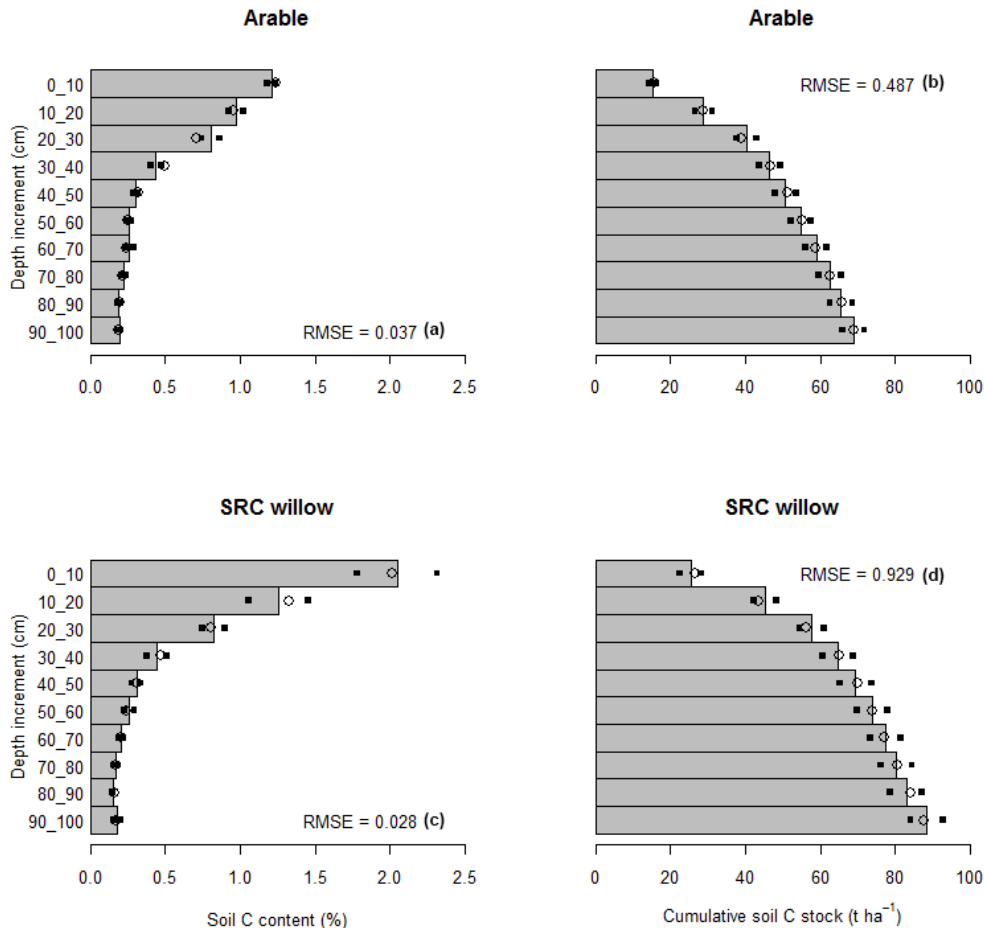 Arable
Depth increment (cm)
0_10
10_20
20_30
30_40
40_50
50_60
60_70
70_80
80_90
90_100
RMSE = 0.037 (a)
0.0 0.5 1.0 1.5 2.0 2.5
Arable
RMSE = 0.487 (b)
0 20 40 60 80 100
SRC willow
Depth increment (cm)
0_10
10_20
20_30
30_40
40_50
50_60
60_70
70_80
80_90
90_100
RMSE = 0.028 (c)
0.0 0.5 1.0 1.5 2.0 2.5
Soil C content (%)
SRC willow
RMSE = 0.929 (d)
0 20 40 60 80 100
Cumulative soil C stock (t ha⁻¹)